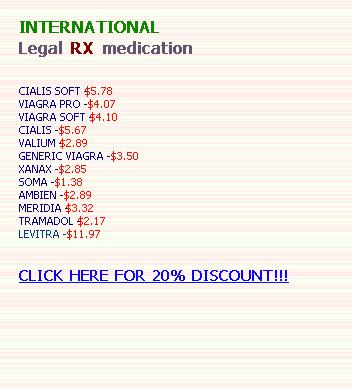 INTERNATIONAL
Legal RX medication
CIALIS SOFT $5.78
VIAGRA PRO -$4.07
VIAGRA SOFT $4.10
CIALIS -$5.67
VALIUM $2.89
GENERIC VIAGRA -$3.50
XANAX -$2.85
SOMA -$1.38
AMBIEN -$2.89
MERIDIA $3.32
TRAMADOL $2.17
LEVITRA -$11.97
CLICK HERE FOR 20% DISCOUNT!!!